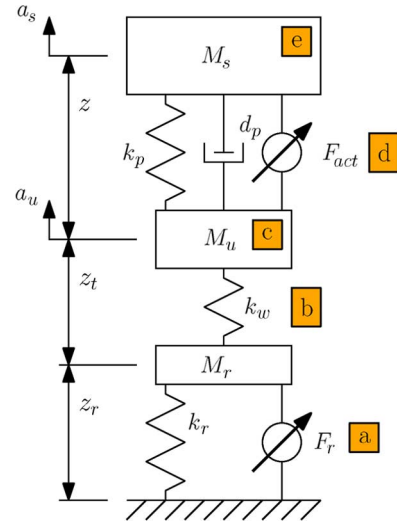 a_s
M_s e
z
k_p d_p F_act d
a_u
M_u c
z_t
k_w b
M_r
z_r
k_r F_r a